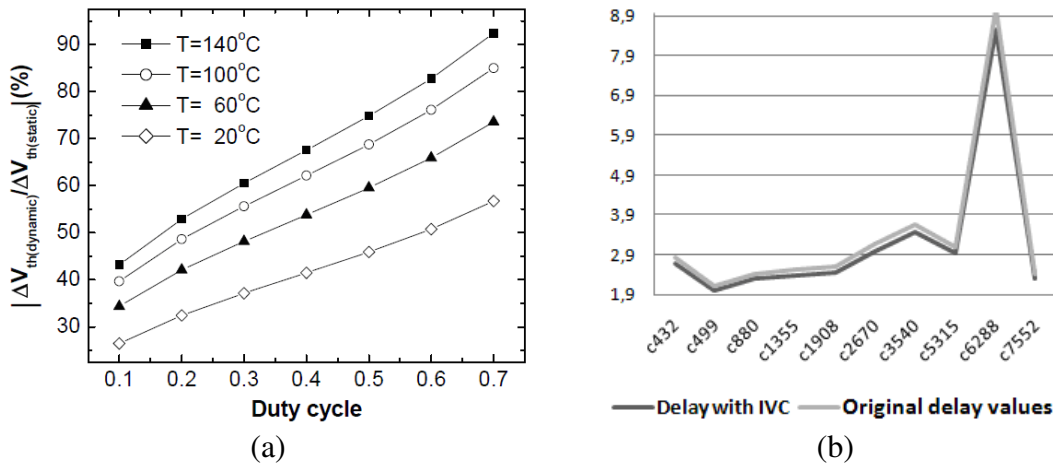 |ΔV_th(dynamic)/ΔV_th(static)|(%)
90
80
70
60
50
40
30
T=140°C
T=100°C
T= 60°C
T= 20°C
0.1 0.2 0.3 0.4 0.5 0.6 0.7
Duty cycle
(a)
8,9
7,9
6,9
5,9
4,9
3,9
2,9
1,9
c432 c499 c880 c1355 c1908 c2670 c3540 c5315 c6288 c7552
Delay with IVC Original delay values
(b)